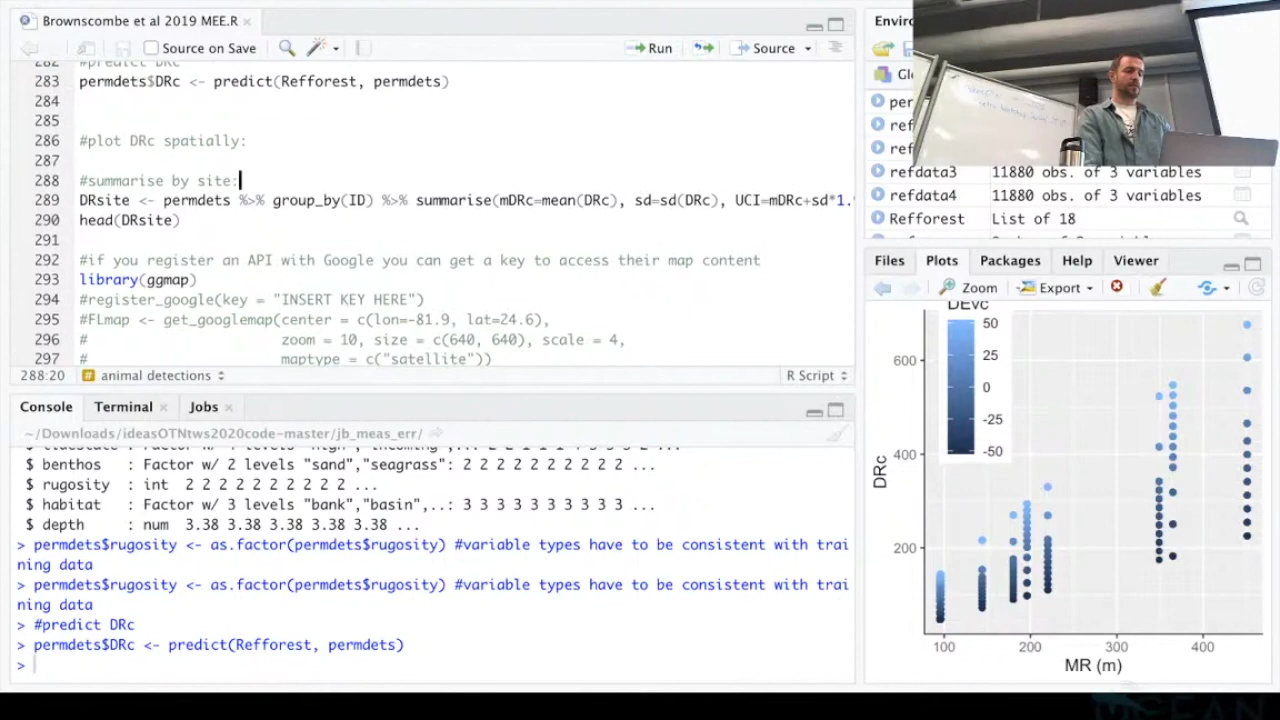 Brownscombe et al 2019 MEE.R
Source on Save
Run
Source
282 #predict DRc
283 permdets$DRc <- predict(Refforest, permdets)
284
285
286 #plot DRc spatially:
287
288 #summarise by site:
289 DRsite <- permdets %>% group_by(ID) %>% summarise(mDRc=mean(DRc), sd=sd(DRc), UCI=mDRc+sd*1.
290 head(DRsite)
291
292 #if you register an API with Google you can get a key to access their map content
293 library(ggmap)
294 #register_google(key = "INSERT KEY HERE")
295 #FLmap <- get_googlemap(center = c(lon=-81.9, lat=24.6),
296 # zoom = 10, size = c(640, 640), scale = 4,
297 # maptype = c("satellite"))
288:20 # animal detections
R Script
Console Terminal Jobs
~/Downloads/ideasOTNtws2020code-master/jb_meas_err/
$ benthos : Factor w/ 2 levels "sand","seagrass": 2 2 2 2 2 2 2 2 2 2 ...
$ rugosity : int 2 2 2 2 2 2 2 2 2 2 ...
$ habitat : Factor w/ 3 levels "bank","basin",..: 3 3 3 3 3 3 3 3 3 3 ...
$ depth : num 3.38 3.38 3.38 3.38 3.38 ...
> permdets$rugosity <- as.factor(permdets$rugosity) #variable types have to be consistent with trai
ning data
> permdets$rugosity <- as.factor(permdets$rugosity) #variable types have to be consistent with trai
ning data
> #predict DRc
> permdets$DRc <- predict(Refforest, permdets)
>
Enviro
Glo
per
ref
ref
refdata3 11880 obs. of 3 variables
refdata4 11880 obs. of 3 variables
Refforest List of 18
Files Plots Packages Help Viewer
Zoom Export
DEvc
50
25
0
-25
-50
600
400
200
DRc
100 200 300 400
MR (m)